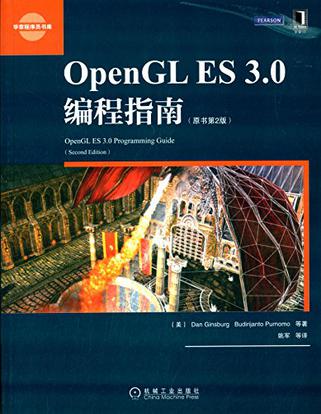 华章程序员书库
PEARSON
OpenGL ES 3.0
编程指南
（原书第2版）
OpenGL ES 3.0 Programming Guide
(Second Edition)
［美］ Dan Ginsburg Budirijanto Purnomo 等著
姚军 等译
机械工业出版社
China Machine Press